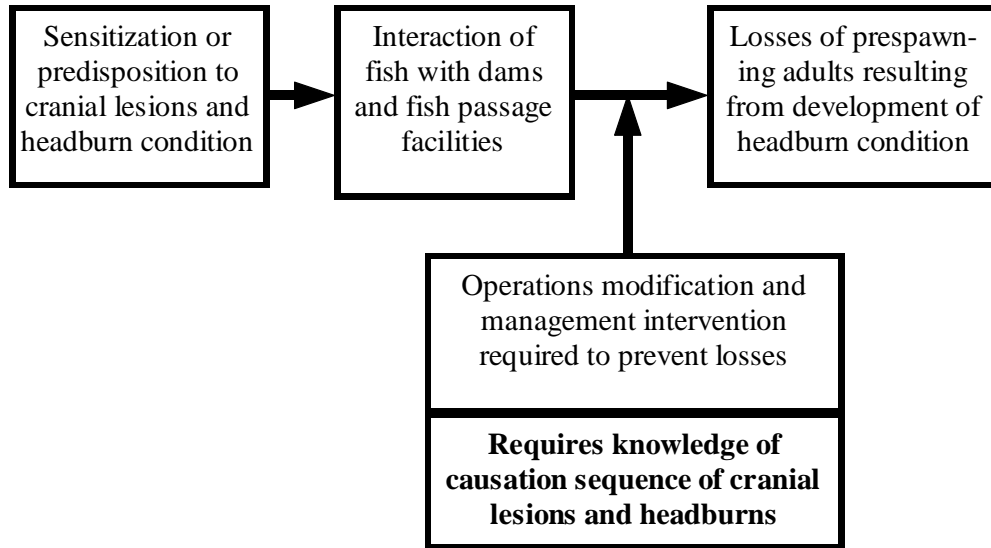 Sensitization or
predisposition to
cranial lesions and
headburn condition
Interaction of
fish with dams
and fish passage
facilities
Losses of prespawn-
ing adults resulting
from development of
headburn condition
Operations modification and
management intervention
required to prevent losses
Requires knowledge of
causation sequence of cranial
lesions and headburns